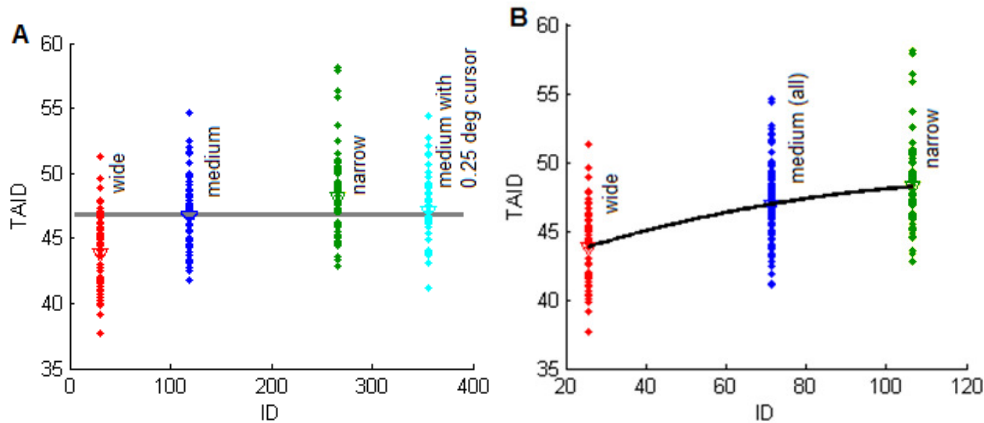 A
TAID
60
55
50
45
40
35
0
100
200
300
400
ID
wide
medium
narrow
medium with
0.25 deg cursor
B
TAID
60
55
50
45
40
35
20
40
60
80
100
120
ID
wide
medium (all)
narrow